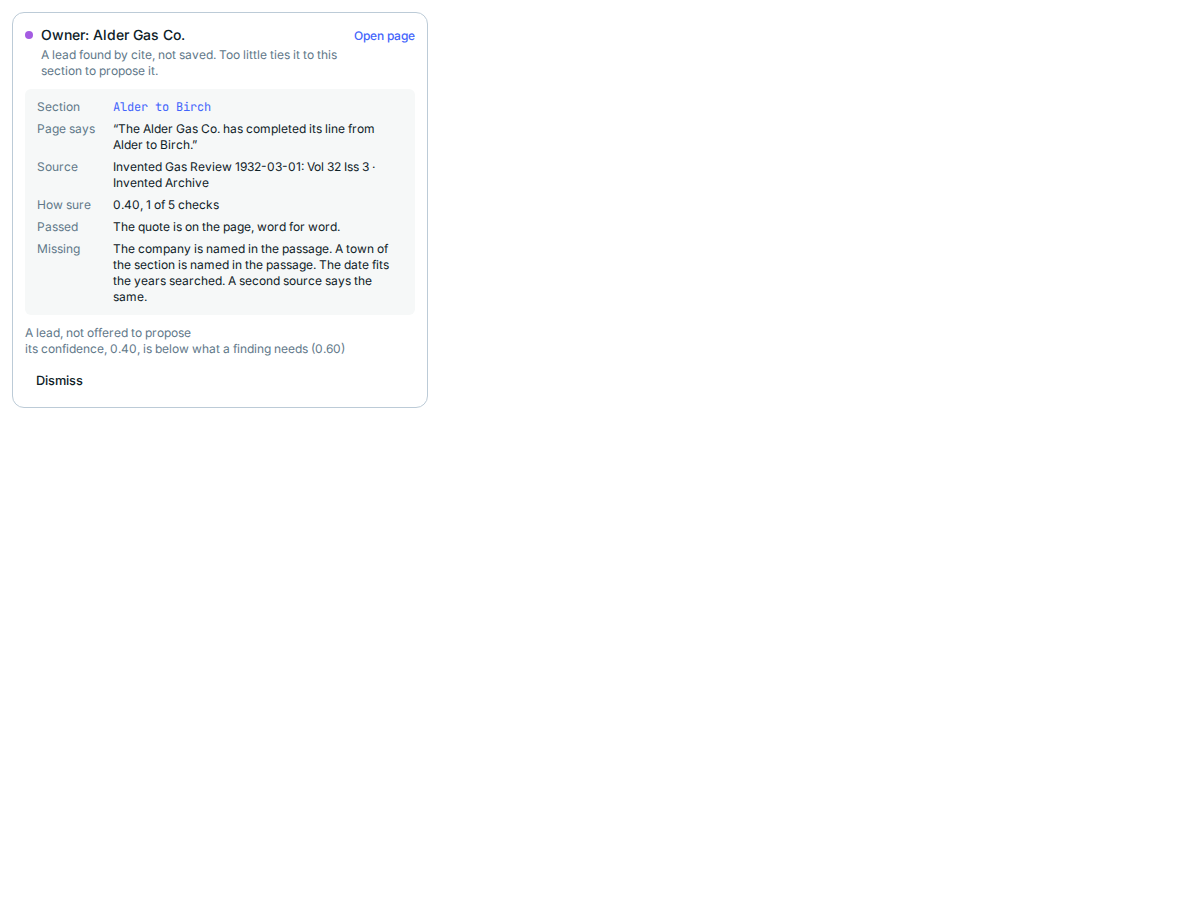 Owner: Alder Gas Co.
Open page
A lead found by cite, not saved. Too little ties it to this
section to propose it.
Section
Alder to Birch
Page says
“The Alder Gas Co. has completed its line from
Alder to Birch.”
Source
Invented Gas Review 1932-03-01: Vol 32 Iss 3 ·
Invented Archive
How sure
0.40, 1 of 5 checks
Passed
The quote is on the page, word for word.
Missing
The company is named in the passage. A town of
the section is named in the passage. The date fits
the years searched. A second source says the
same.
A lead, not offered to propose
its confidence, 0.40, is below what a finding needs (0.60)
Dismiss